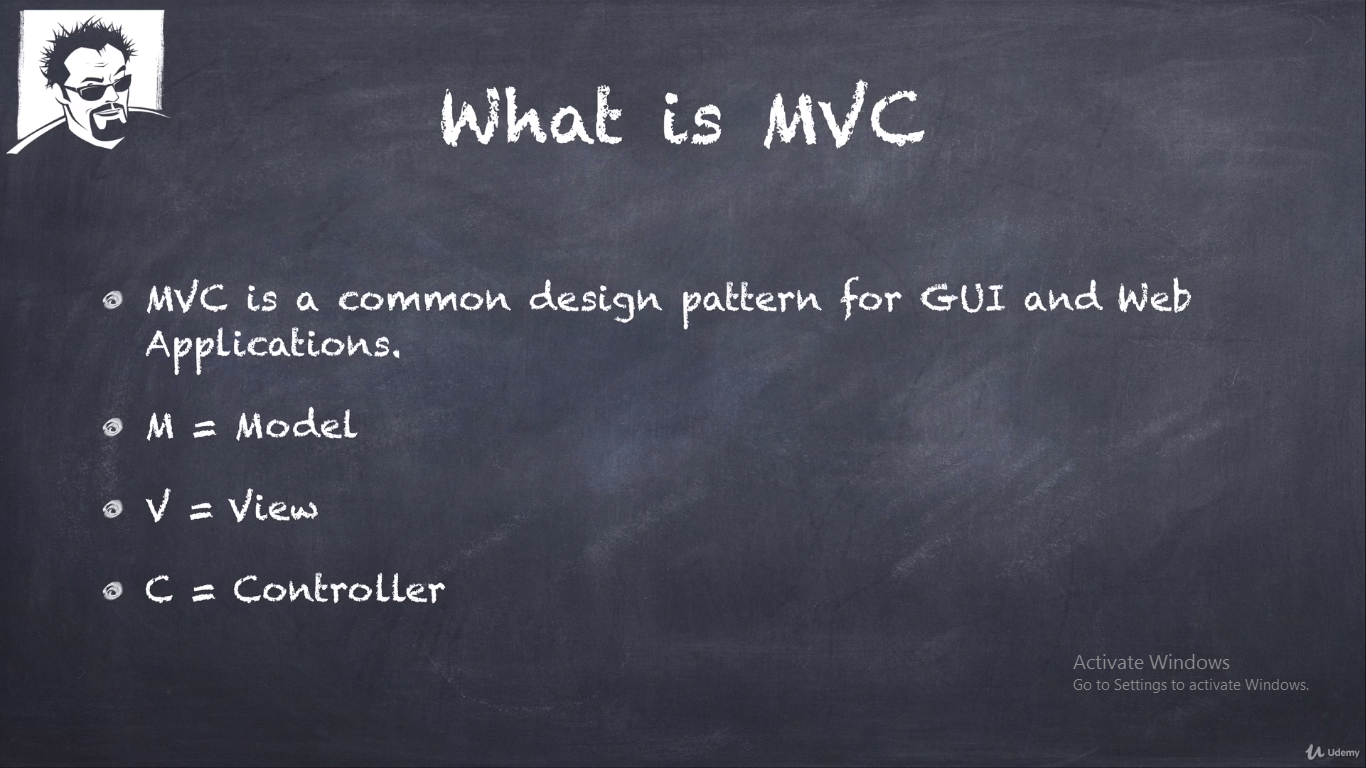 What is MVC
MVC is a common design pattern for GUI and Web
Applications.
M = Model
V = View
C = Controller
Activate Windows
Go to Settings to activate Windows.
Udemy